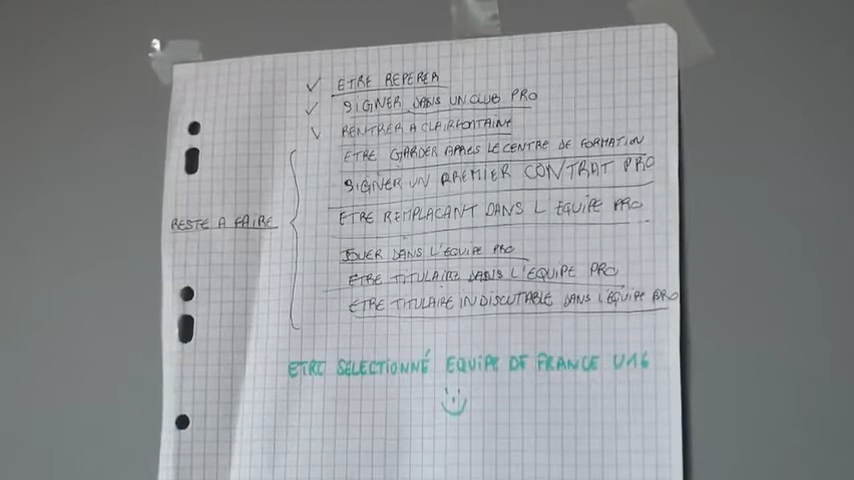 ETRE REPERER
SIGNER DANS UN CLUB PRO
RENTRER A CLAIRFONTAINE
ETRE GARDER APRES LE CENTRE DE FORMATION
SIGNER UN PREMIER CONTRAT PRO
RESTE A FAIRE
ETRE REMPLACANT DANS L'EQUIPE PRO
JOUER DANS L'EQUIPE PRO
ETRE TITULAIRE DANS L'EQUIPE PRO
ETRE TITULAIRE INDISCUTABLE DANS L'EQUIPE PRO
ETRE SELECTIONNÉ EQUIPE DE FRANCE U16